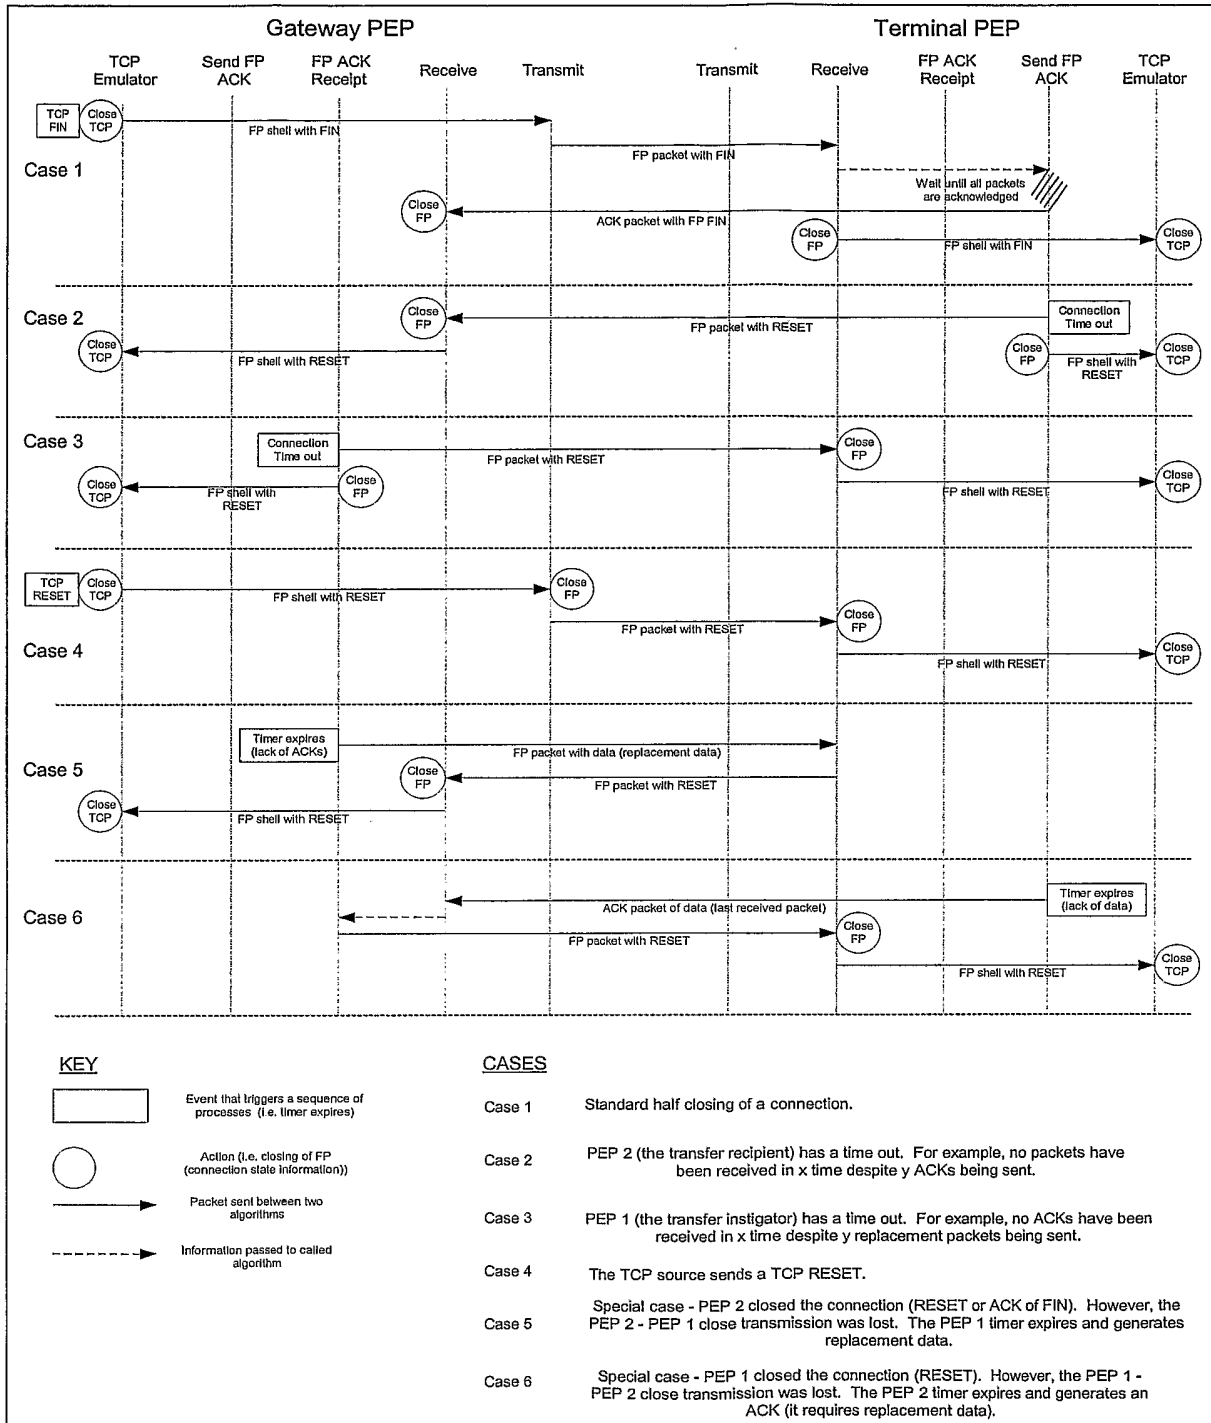 Gateway PEP
Terminal PEP
TCP Emulator
Send FP ACK
FP ACK Receipt
Receive
Transmit
Transmit
Receive
FP ACK Receipt
Send FP ACK
TCP Emulator
Case 1
TCP FIN
Close TCP
FP shell with FIN
FP packet with FIN
Wait until all packets
are acknowledged
Close FP
ACK packet with FP FIN
Close FP
FP shell with FIN
Close TCP
Case 2
Close FP
FP packet with RESET
Connection Time out
Close TCP
FP shell with RESET
Close FP
FP shell with
RESET
Close TCP
Case 3
Connection Time out
FP packet with RESET
Close FP
Close TCP
FP shell with
RESET
Close FP
FP shell with RESET
Close TCP
Case 4
TCP RESET
Close TCP
FP shell with RESET
Close FP
FP packet with RESET
Close FP
FP shell with RESET
Close TCP
Case 5
Timer expires
(lack of ACKs)
FP packet with data (replacement data)
Close FP
FP packet with RESET
Close TCP
FP shell with RESET
Case 6
ACK packet of data (last received packet)
Timer expires
(lack of data)
FP packet with RESET
Close FP
FP shell with RESET
Close TCP
KEY
Event that triggers a sequence of
processes (i.e. timer expires)
Action (i.e. closing of FP
(connection state information))
Packet sent between two
algorithms
Information passed to called
algorithm
CASES
Case 1 Standard half closing of a connection.
Case 2 PEP 2 (the transfer recipient) has a time out. For example, no packets have
been received in x time despite y ACKs being sent.
Case 3 PEP 1 (the transfer instigator) has a time out. For example, no ACKs have been
received in x time despite y replacement packets being sent.
Case 4 The TCP source sends a TCP RESET.
Case 5 Special case - PEP 2 closed the connection (RESET or ACK of FIN). However, the
PEP 2 - PEP 1 close transmission was lost. The PEP 1 timer expires and generates
replacement data.
Case 6 Special case - PEP 1 closed the connection (RESET). However, the PEP 1 -
PEP 2 close transmission was lost. The PEP 2 timer expires and generates an
ACK (it requires replacement data).